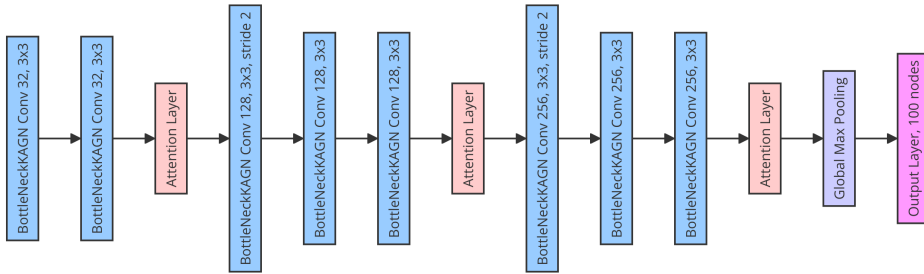 BottleNeckKAGN Conv 32, 3x3
BottleNeckKAGN Conv 32, 3x3
Attention Layer
BottleNeckKAGN Conv 128, 3x3, stride 2
BottleNeckKAGN Conv 128, 3x3
BottleNeckKAGN Conv 128, 3x3
Attention Layer
BottleNeckKAGN Conv 256, 3x3, stride 2
BottleNeckKAGN Conv 256, 3x3
BottleNeckKAGN Conv 256, 3x3
Attention Layer
Global Max Pooling
Output Layer, 100 nodes